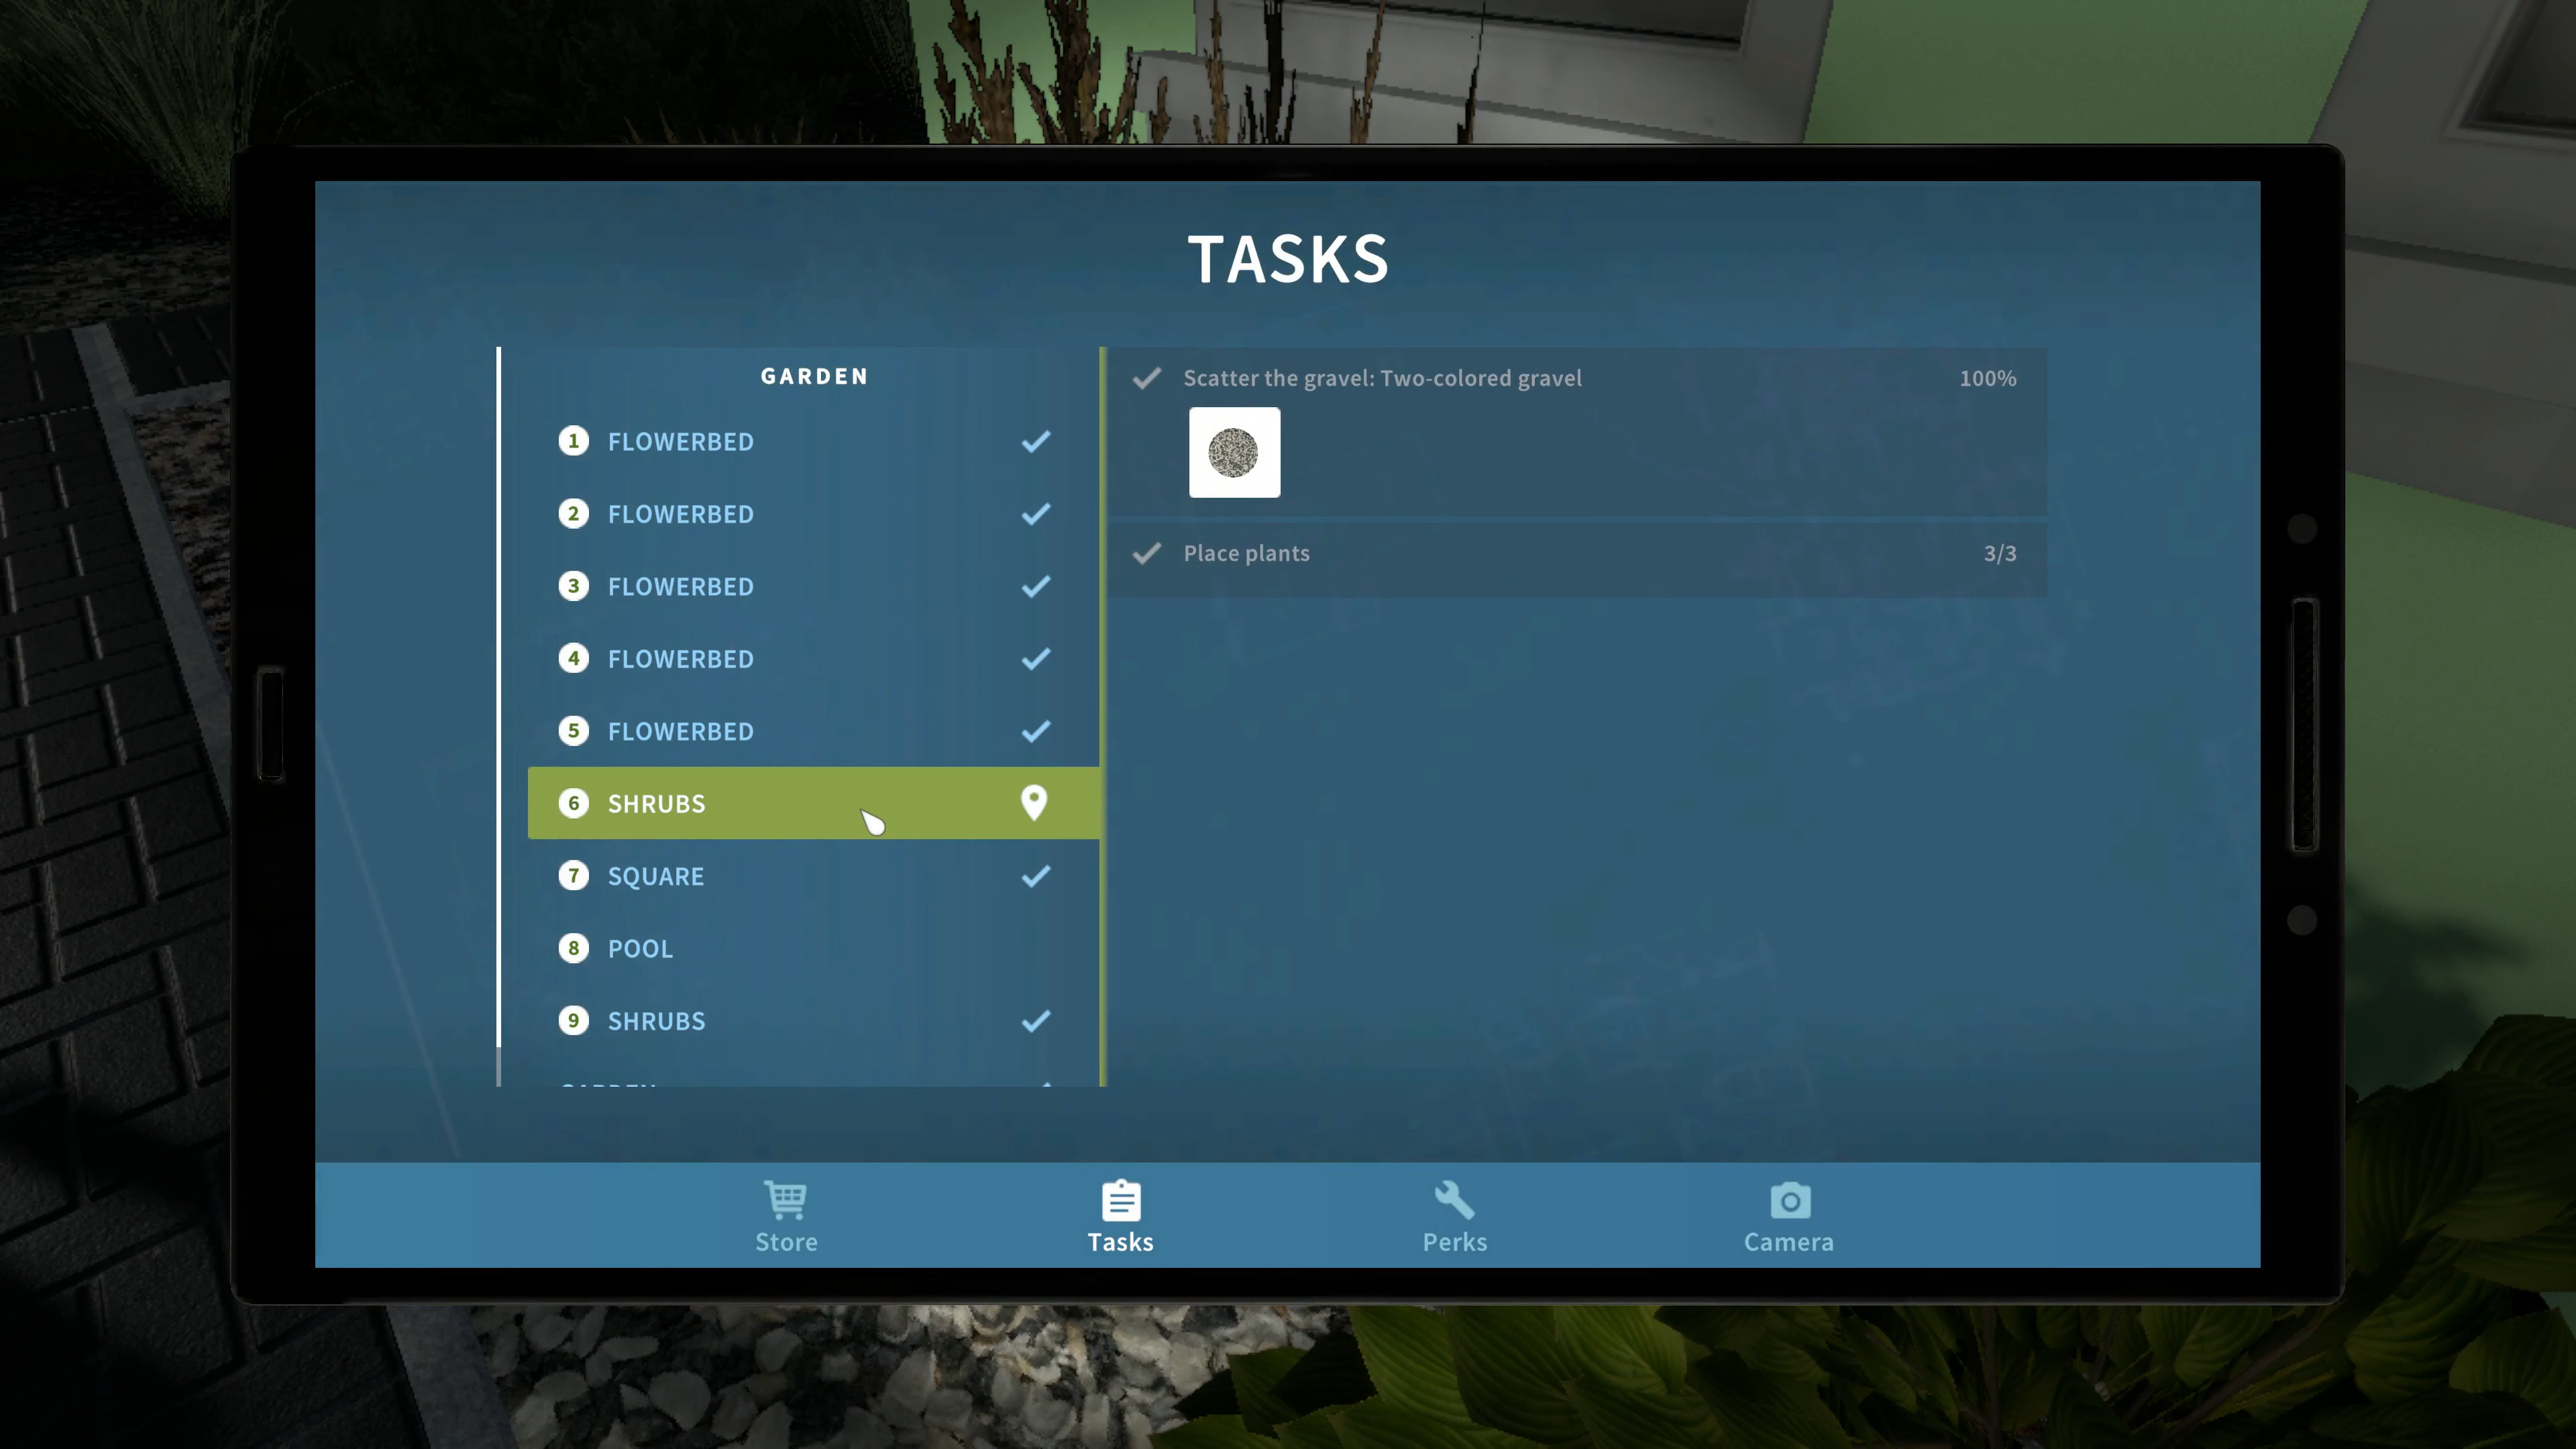 TASKS
GARDEN
1 FLOWERBED
2 FLOWERBED
3 FLOWERBED
4 FLOWERBED
5 FLOWERBED
6 SHRUBS
7 SQUARE
8 POOL
9 SHRUBS
Scatter the gravel: Two-colored gravel 100%
Place plants 3/3
Store Tasks Perks Camera